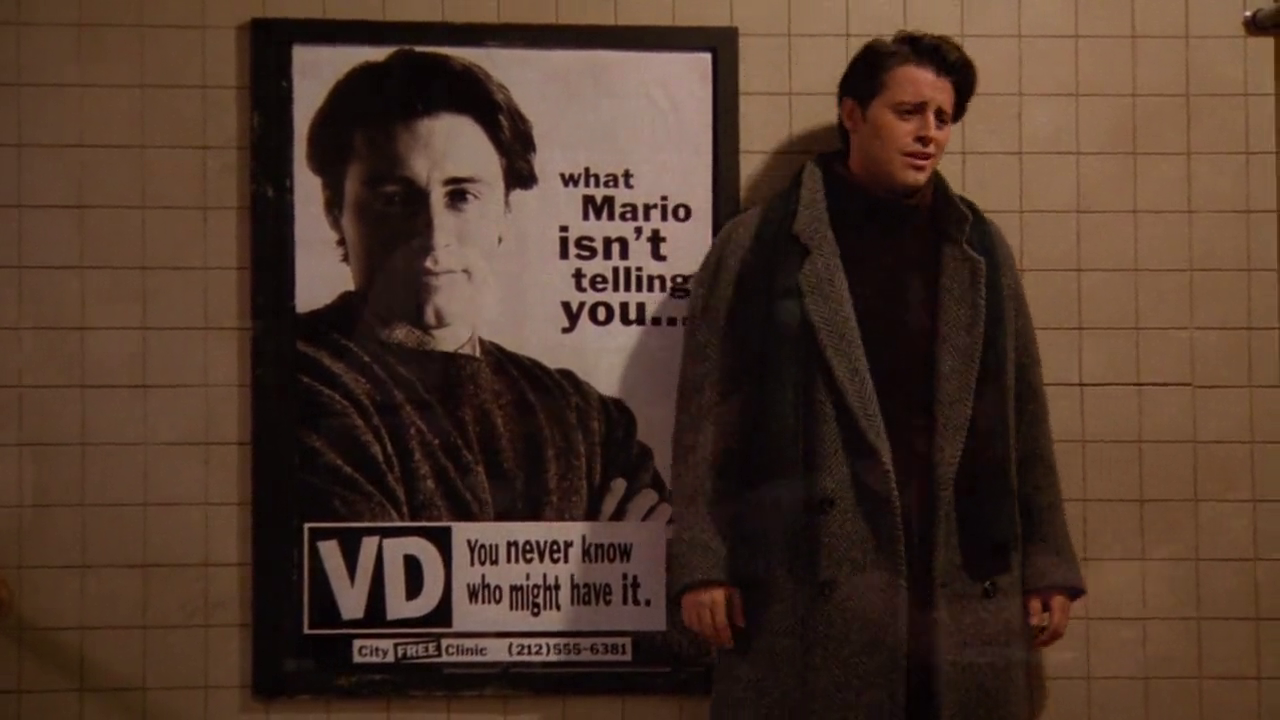 what
Mario
isn't
telling
you...
VD
You never know
who might have it.
City FREE Clinic (212)555-6381